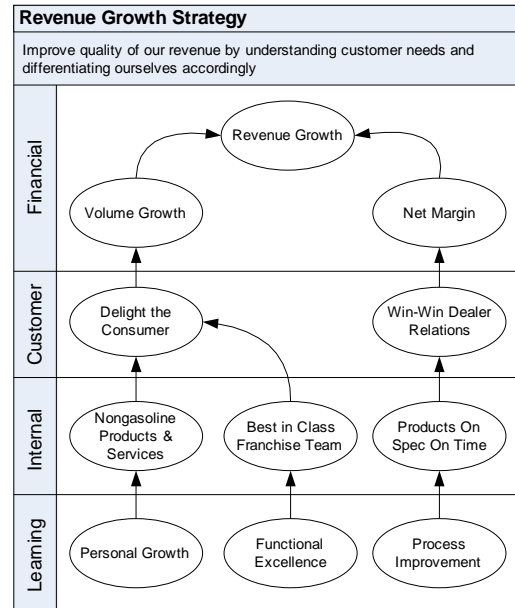 Revenue Growth Strategy
Improve quality of our revenue by understanding customer needs and
differentiating ourselves accordingly
Financial
Revenue Growth
Volume Growth
Net Margin
Customer
Delight the
Consumer
Win-Win Dealer
Relations
Internal
Nongasoline
Products &
Services
Best in Class
Franchise Team
Products On
Spec On Time
Learning
Personal Growth
Functional
Excellence
Process
Improvement